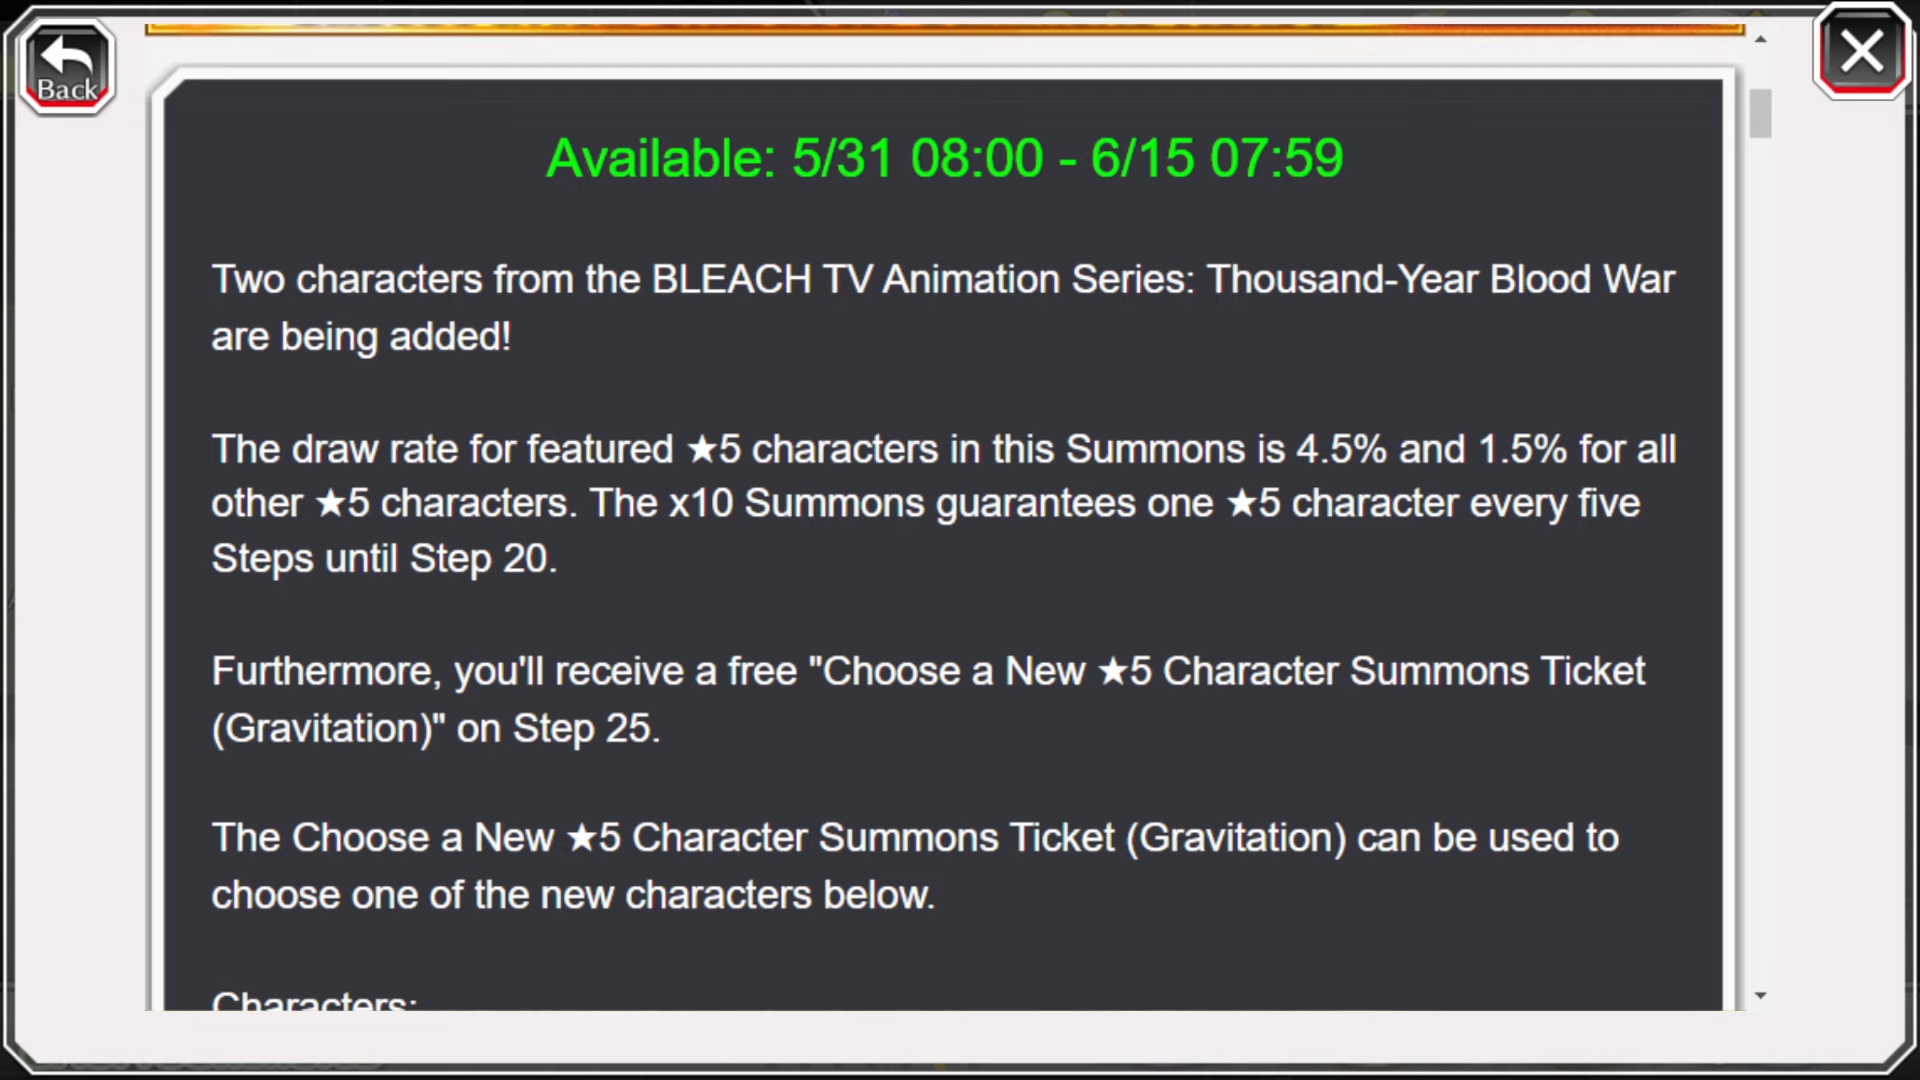 Back
Available: 5/31 08:00 - 6/15 07:59
Two characters from the BLEACH TV Animation Series: Thousand-Year Blood War
are being added!
The draw rate for featured ★5 characters in this Summons is 4.5% and 1.5% for all
other ★5 characters. The x10 Summons guarantees one ★5 character every five
Steps until Step 20.
Furthermore, you'll receive a free "Choose a New ★5 Character Summons Ticket
(Gravitation)" on Step 25.
The Choose a New ★5 Character Summons Ticket (Gravitation) can be used to
choose one of the new characters below.
Characters: